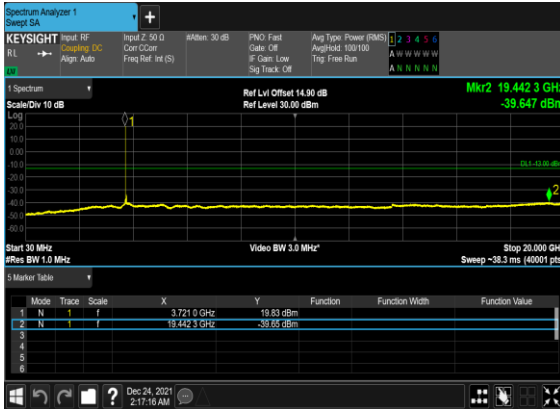 Spectrum Analyzer 1
Swept SA
KEYSIGHT
RL
Input: RF
Coupling: DC
Align: Auto
Input Z: 50 Ω
Corr CCorr
Freq Ref: Int (S)
#Atten: 30 dB
PNO: Fast
Gate: Off
IF Gain: Low
Sig Track: Off
Avg Type: Power (RMS)
Avg|Hold: 100/100
Trig: Free Run
1 2 3 4 5 6
A W W W W W
A N N N N N
1 Spectrum
Scale/Div 10 dB
Ref Lvl Offset 14.90 dB
Ref Level 30.00 dBm
Mkr2 19.442 3 GHz
-39.647 dBm
Log
20.0
10.0
0.00
-10.0
-20.0
-30.0
-40.0
-50.0
-60.0
1
DL1 -13.00 dBm
2
Start 30 MHz
#Res BW 1.0 MHz
Video BW 3.0 MHz*
Stop 20.000 GHz
Sweep ~38.3 ms (40001 pts)
5 Marker Table
Mode Trace Scale X Y Function Function Width Function Value
1 N 1 f 3.721 0 GHz 19.83 dBm
2 N 1 f 19.442 3 GHz -39.65 dBm
3
4
5
6
Dec 24, 2021
2:17:16 AM